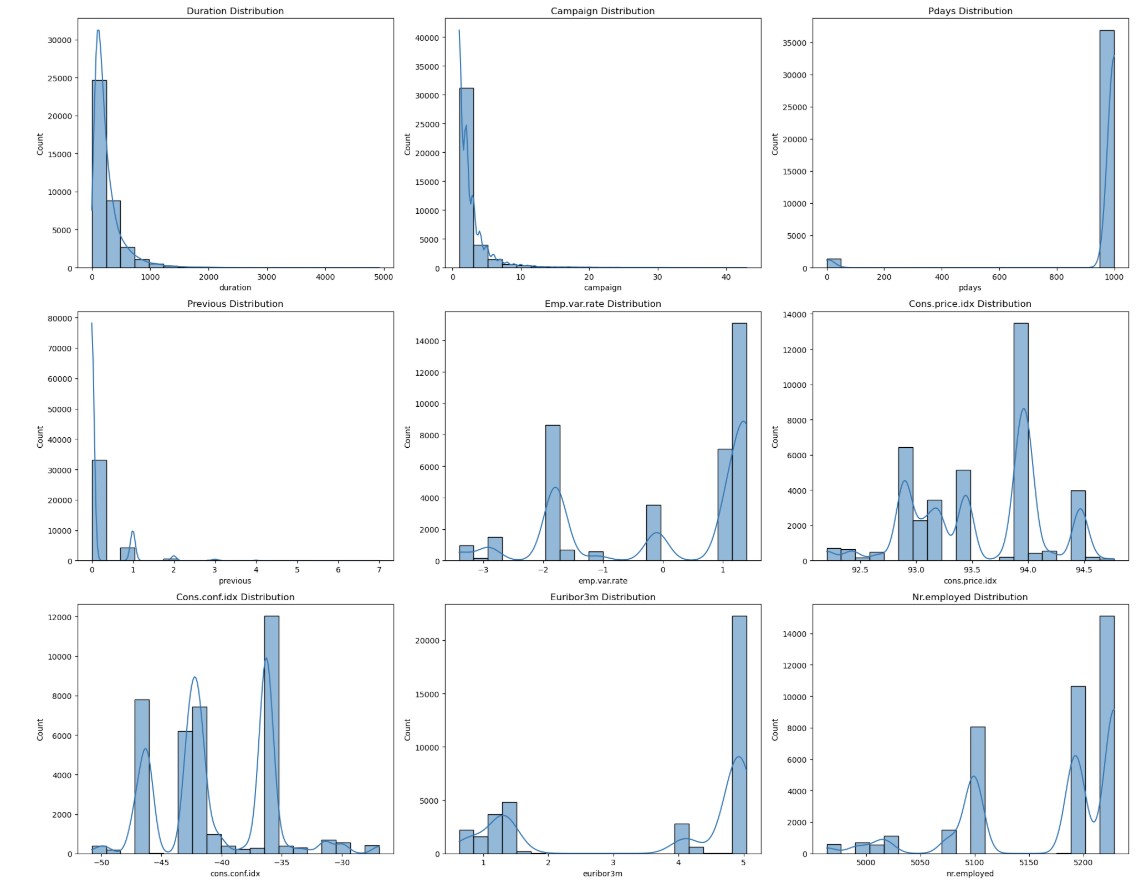 Duration Distribution
Count
30000
25000
20000
15000
10000
5000
0
0 1000 2000 3000 4000 5000
duration
Campaign Distribution
Count
40000
35000
30000
25000
20000
15000
10000
5000
0
0 10 20 30 40
campaign
Pdays Distribution
Count
35000
30000
25000
20000
15000
10000
5000
0
0 200 400 600 800 1000
pdays
Previous Distribution
Count
80000
70000
60000
50000
40000
30000
20000
10000
0
0 1 2 3 4 5 6 7
previous
Emp.var.rate Distribution
Count
14000
12000
10000
8000
6000
4000
2000
0
−3 −2 −1 0 1
emp.var.rate
Cons.price.idx Distribution
Count
14000
12000
10000
8000
6000
4000
2000
0
92.5 93.0 93.5 94.0 94.5
cons.price.idx
Cons.conf.idx Distribution
Count
12000
10000
8000
6000
4000
2000
0
−50 −45 −40 −35 −30
cons.conf.idx
Euribor3m Distribution
Count
20000
15000
10000
5000
0
1 2 3 4 5
euribor3m
Nr.employed Distribution
Count
14000
12000
10000
8000
6000
4000
2000
0
5000 5050 5100 5150 5200
nr.employed